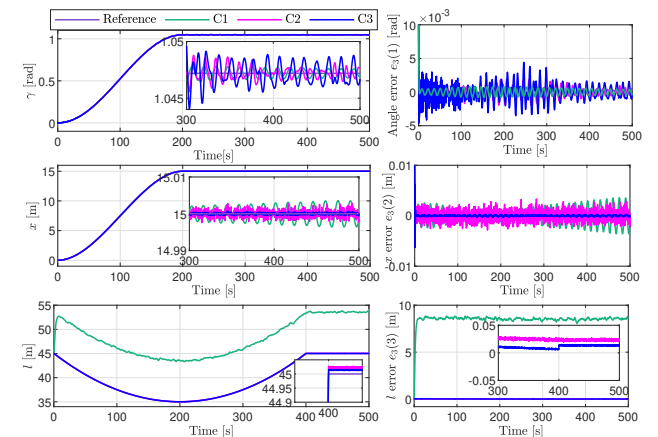 Reference C1 C2 C3
×10⁻³
1
0.5
0
γ [rad]
1.05
1.045
300 400 500
0 100 200 300 400 500
Time[s]
5
0
-5
Angle error e₃(1) [rad]
0 100 200 300 400 500
Time [s]
15
10
5
0
x [m]
15.01
15
14.99
300 400 500
0 100 200 300 400 500
Time [s]
0.01
0
-0.01
x error e₃(2) [m]
0 100 200 300 400 500
Time [s]
55
50
45
40
35
l [m]
45
44.95
44.9
400
0 100 200 300 400 500
Time [s]
10
5
0
l error e₃(3) [m]
0.05
0
-0.05
300 400 500
0 100 200 300 400 500
Time [s]